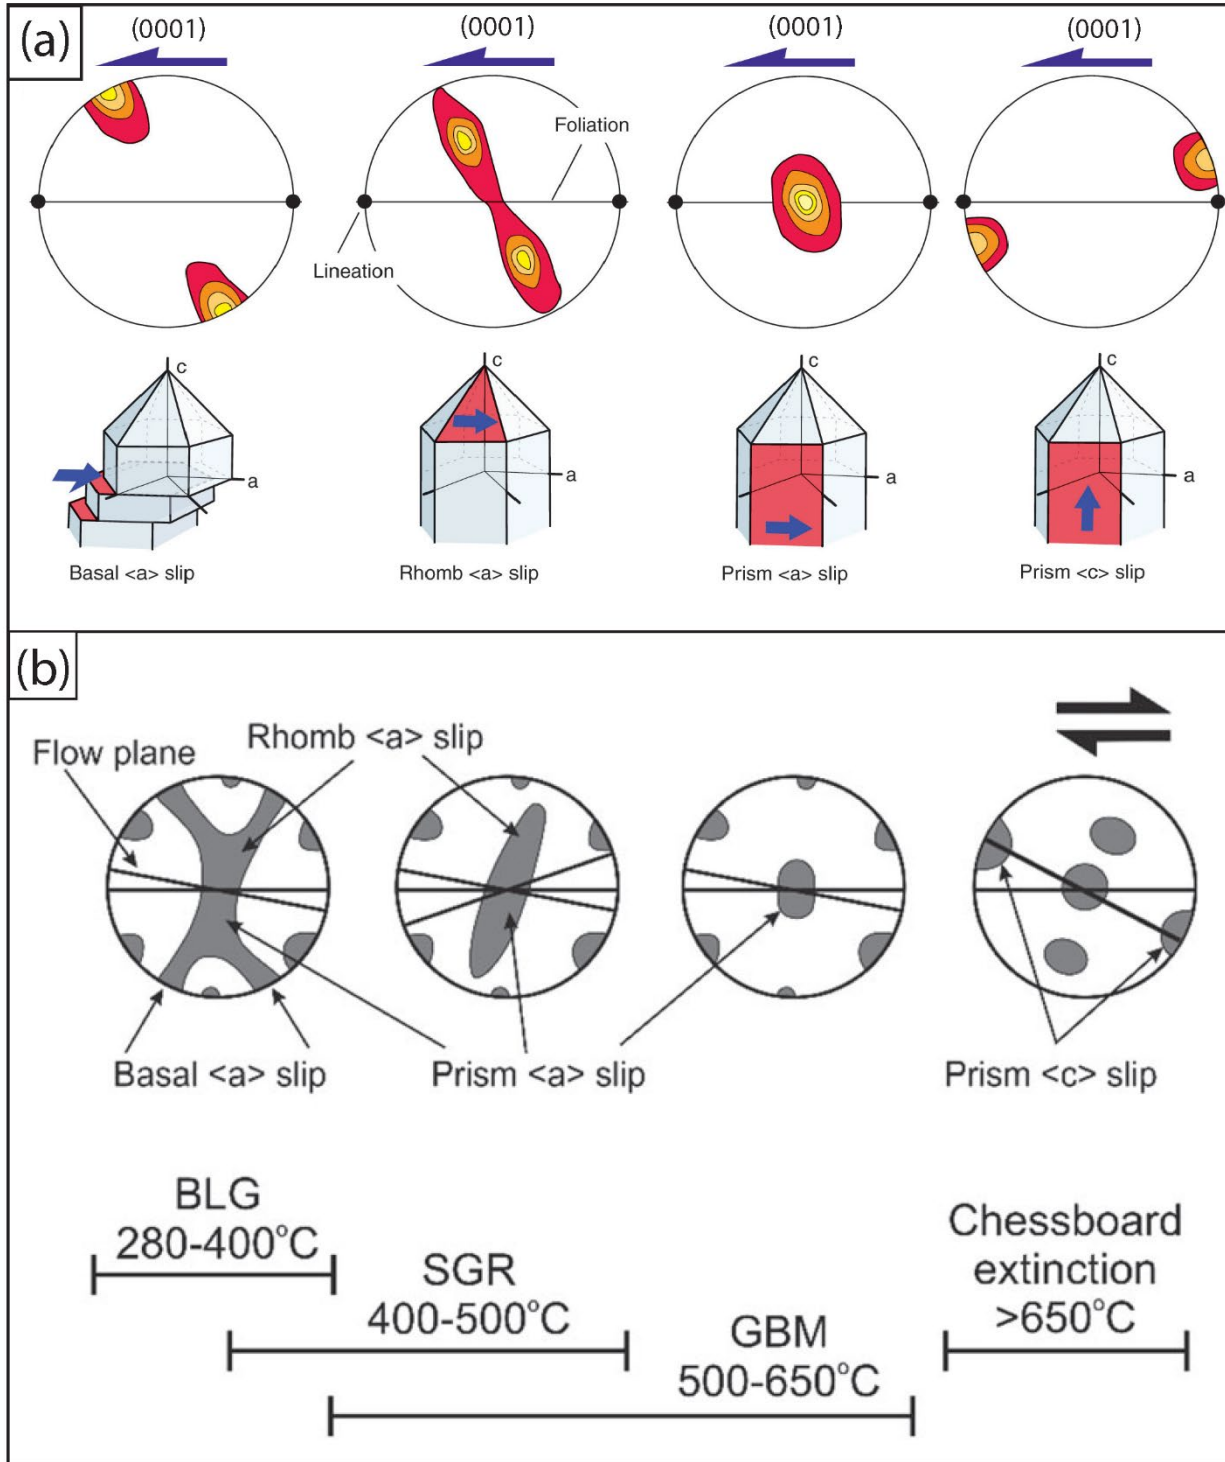 (a)
(0001)
(0001)
(0001)
(0001)
Foliation
Lineation
c
a
c
a
c
a
c
a
Basal <a> slip
Rhomb <a> slip
Prism <a> slip
Prism <c> slip
(b)
Rhomb <a> slip
Flow plane
Basal <a> slip
Prism <a> slip
Prism <c> slip
BLG
280-400°C
SGR
400-500°C
GBM
500-650°C
Chessboard
extinction
>650°C